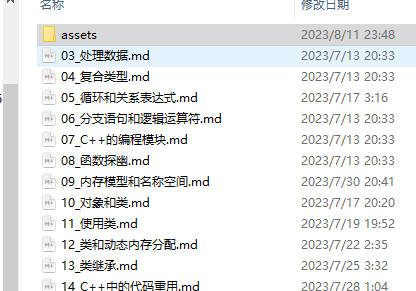 名称 修改日期
assets 2023/8/11 23:48
03_处理数据.md 2023/7/13 20:33
04_复合类型.md 2023/7/13 20:33
05_循环和关系表达式.md 2023/7/17 3:16
06_分支语句和逻辑运算符.md 2023/7/13 20:33
07_C++的编程模块.md 2023/7/13 20:33
08_函数探幽.md 2023/7/13 20:33
09_内存模型和名称空间.md 2023/7/30 20:41
10_对象和类.md 2023/7/17 20:20
11_使用类.md 2023/7/19 19:52
12_类和动态内存分配.md 2023/7/22 2:35
13_类继承.md 2023/7/25 3:32
14_C++中的代码重用.md 2023/7/28 1:04